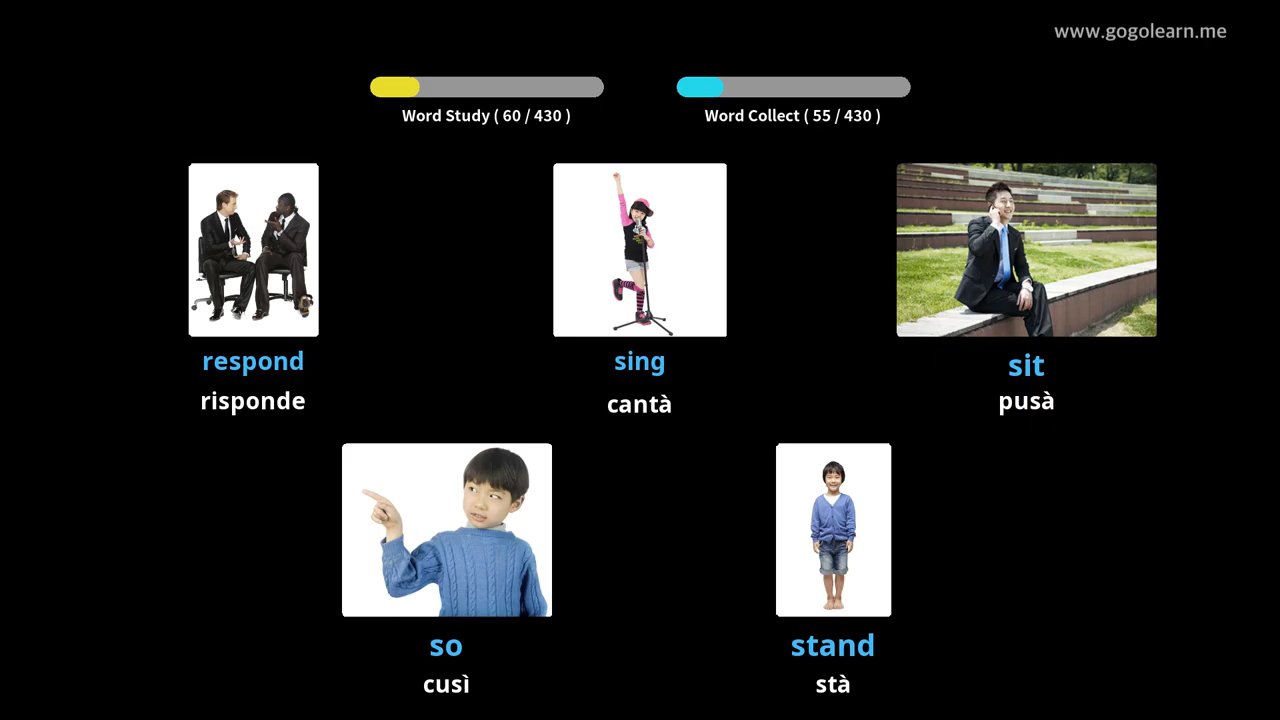 www.gogolearn.me
Word Study ( 60 / 430 )
Word Collect ( 55 / 430 )
respond
risponde
sing
cantà
sit
pusà
so
cusì
stand
stà